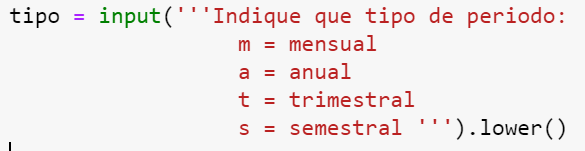 tipo = input('''Indique que tipo de periodo:
m = mensual
a = anual
t = trimestral
s = semestral ''').lower()